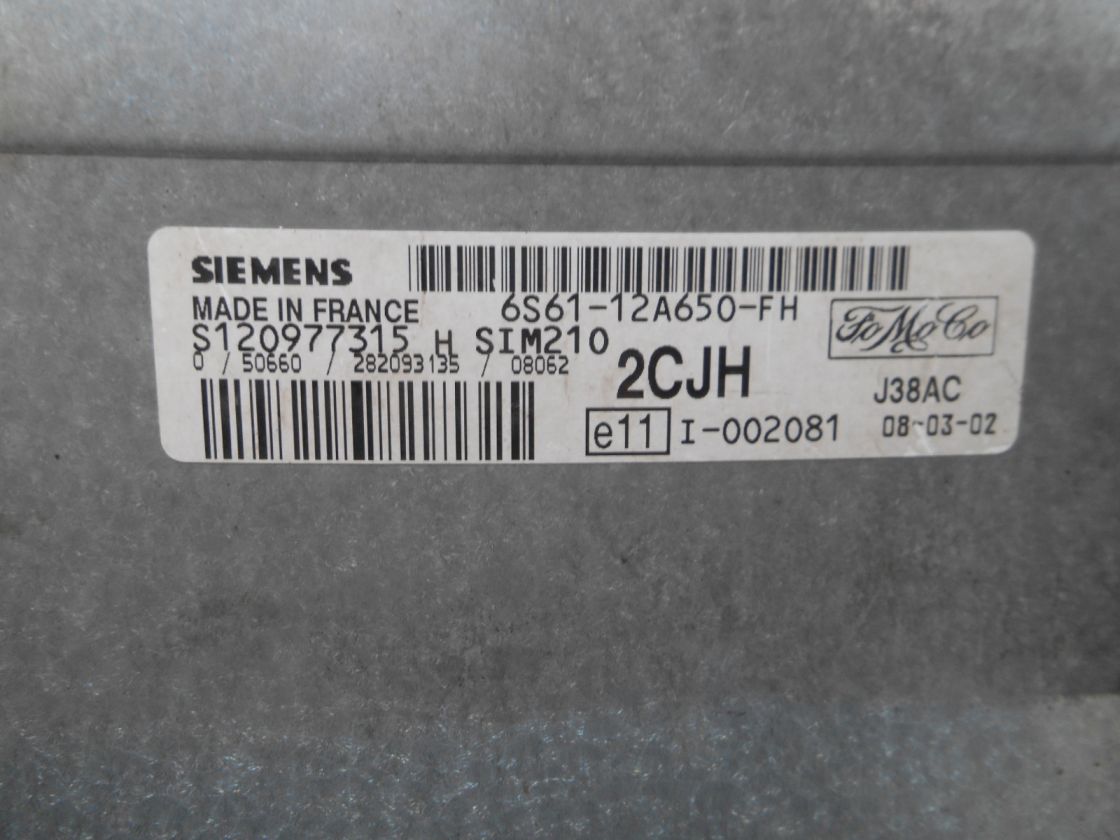 SIEMENS
MADE IN FRANCE
6S61-12A650-FH
FoMoCo
S120977315 H SIM210
0 / 50660 / 282093135 / 08062
2CJH
J38AC
e11 I-002081
08-03-02